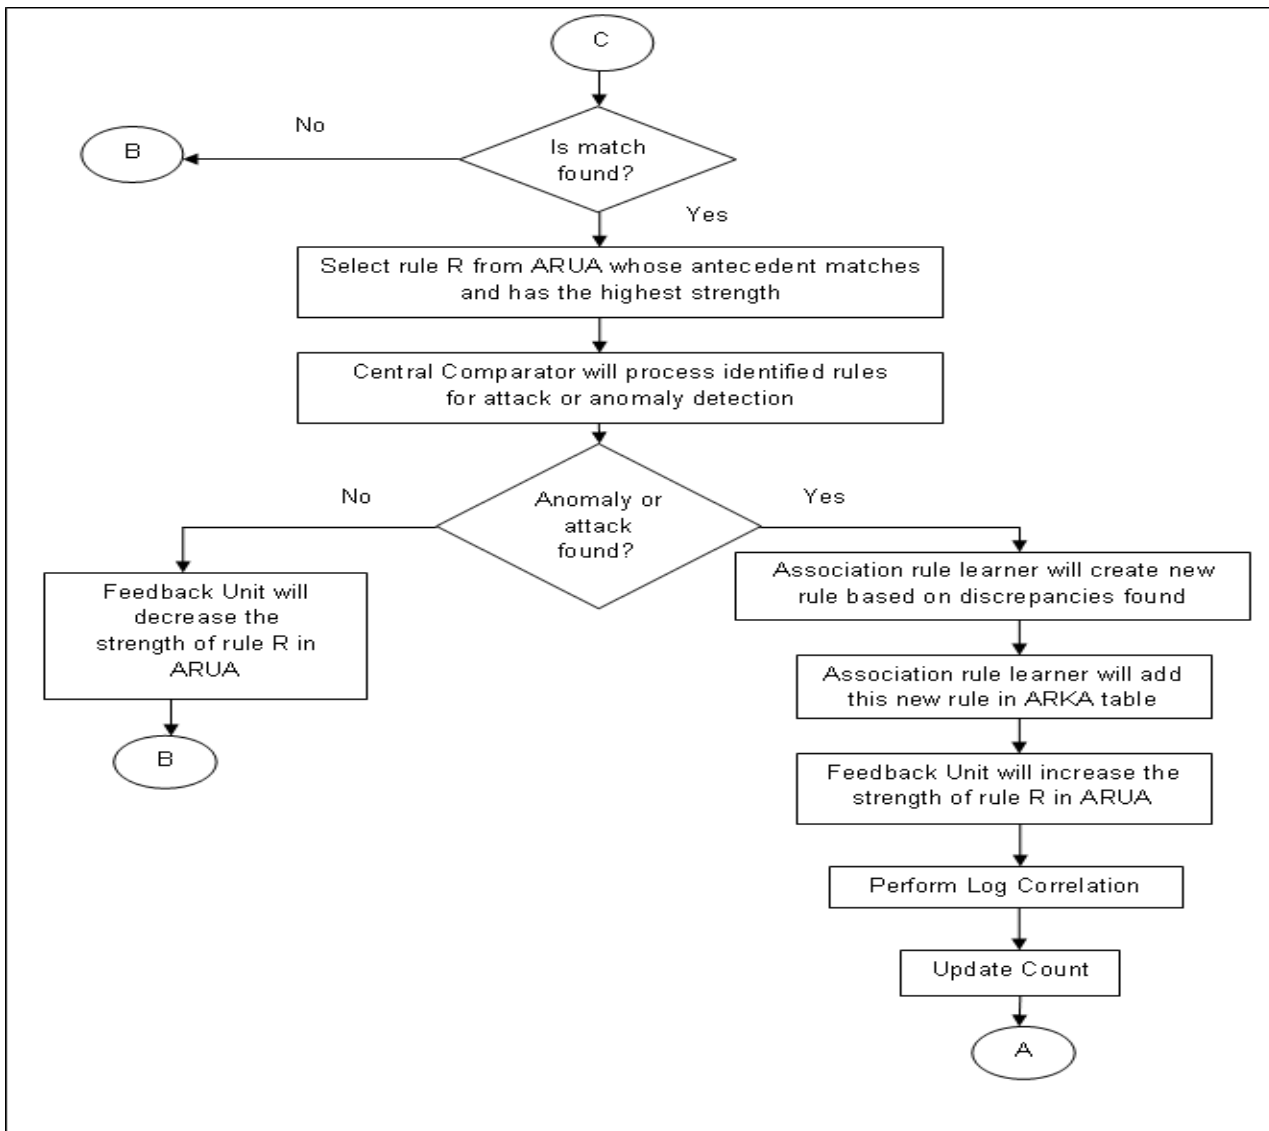 C
No
B
Is match
found?
Yes
Select rule R from ARUA whose antecedent matches
and has the highest strength
Central Comparator will process identified rules
for attack or anomaly detection
No
Anomaly or
attack
found?
Yes
Feedback Unit will
decrease the
strength of rule R in
ARUA
B
Association rule learner will create new
rule based on discrepancies found
Association rule learner will add
this new rule in ARKA table
Feedback Unit will increase the
strength of rule R in ARUA
Perform Log Correlation
Update Count
A